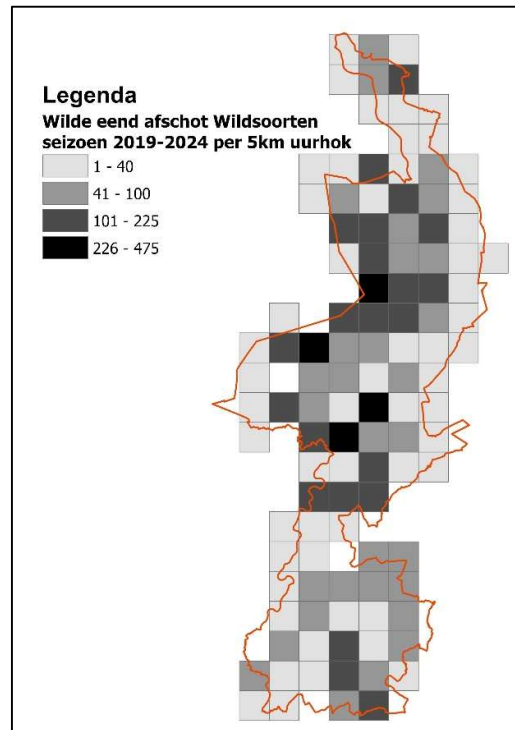 Legenda
Wilde eend afschot Wildsoorten
seizoen 2019-2024 per 5km uurhok
1 - 40
41 - 100
101 - 225
226 - 475